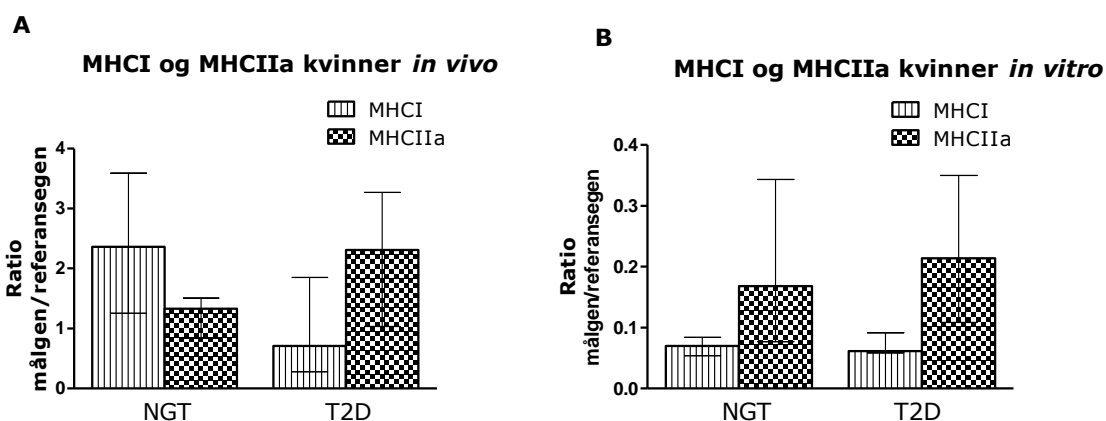 A
MHCI og MHCIIa kvinner in vivo
MHCI
MHCIIa
Ratio
målgen/referansegen
4
3
2
1
0
NGT
T2D
B
MHCI og MHCIIa kvinner in vitro
MHCI
MHCIIa
Ratio
målgen/referansegen
0.4
0.3
0.2
0.1
0.0
NGT
T2D